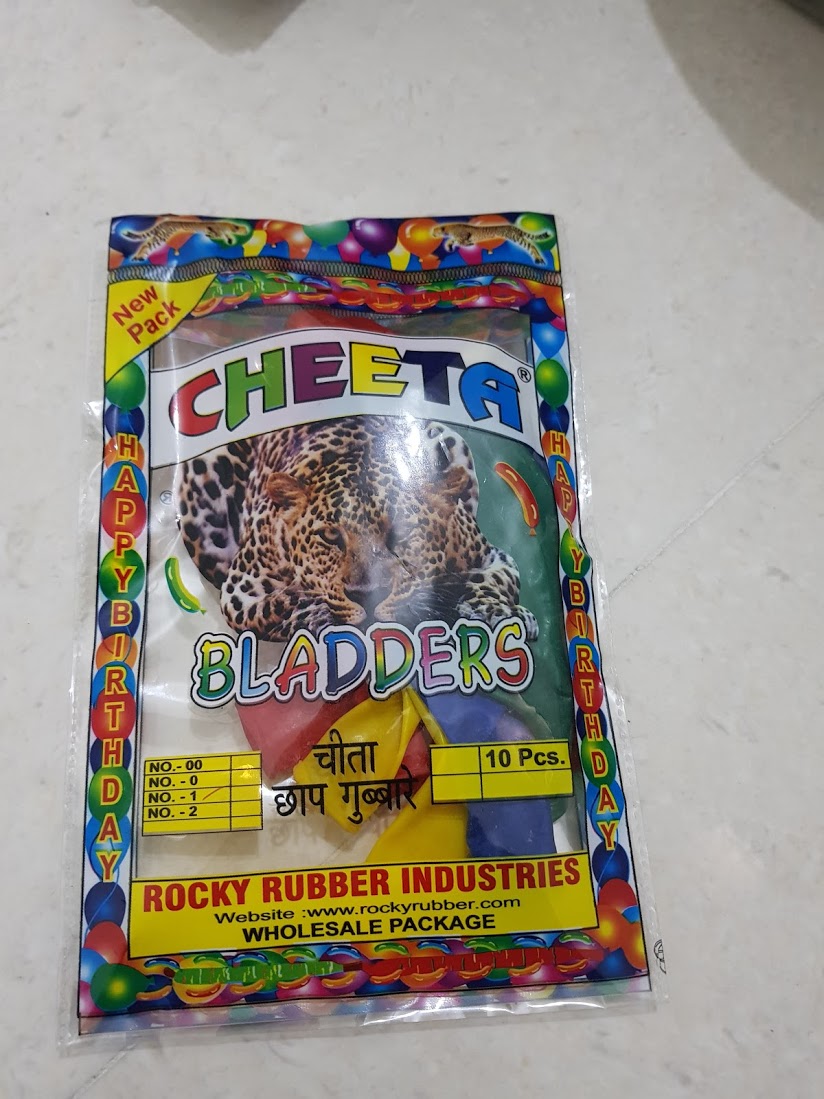 New
Pack
CHEETA®
HAPPY BIRTHDAY
HAPPY BIRTHDAY
®
BLADDERS
NO.- 00
NO. - 0
NO. - 1
NO. - 2
चीता
छाप गुब्बारे
10 Pcs.
ROCKY RUBBER INDUSTRIES
Website :www.rockyrubber.com
WHOLESALE PACKAGE